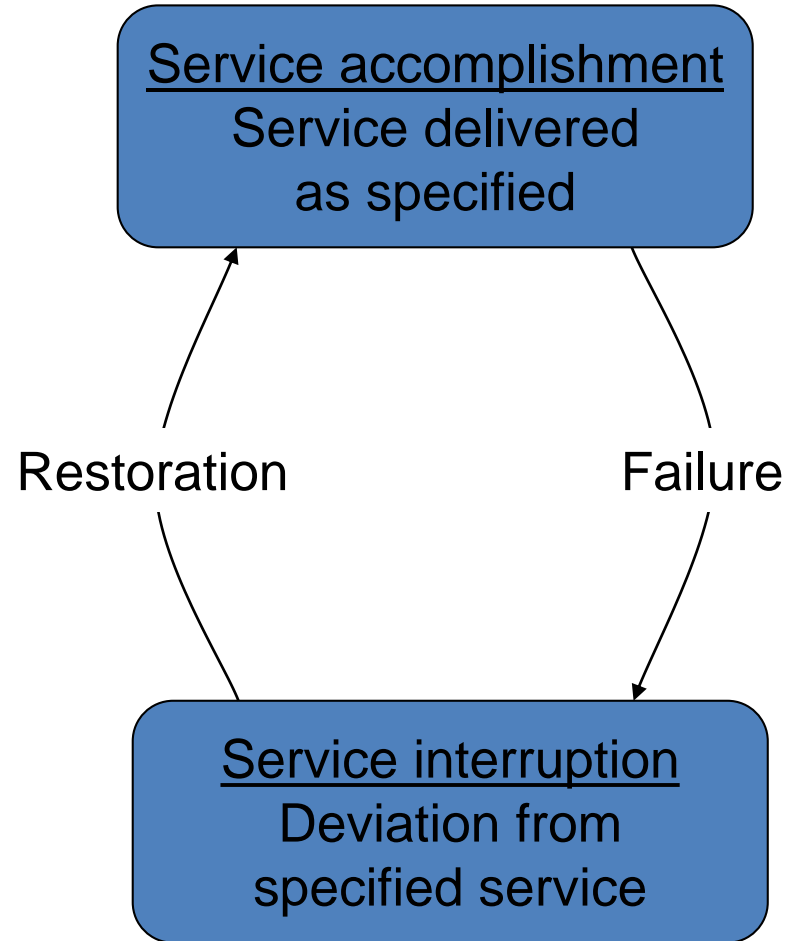 Service accomplishment
Service delivered
as specified
Restoration
Failure
Service interruption
Deviation from
specified service